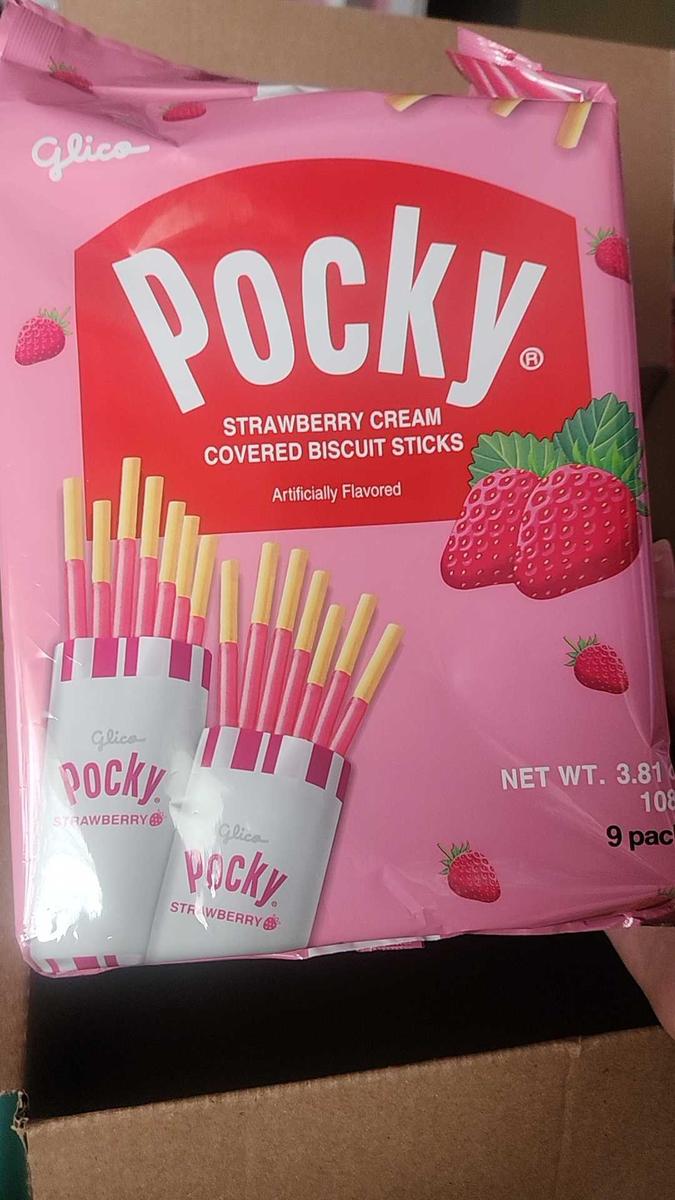 Glico
Pocky®
STRAWBERRY CREAM
COVERED BISCUIT STICKS
Artificially Flavored
Glico
Pocky®
STRAWBERRY
Glico
Pocky®
STRAWBERRY
NET WT. 3.81
108
9